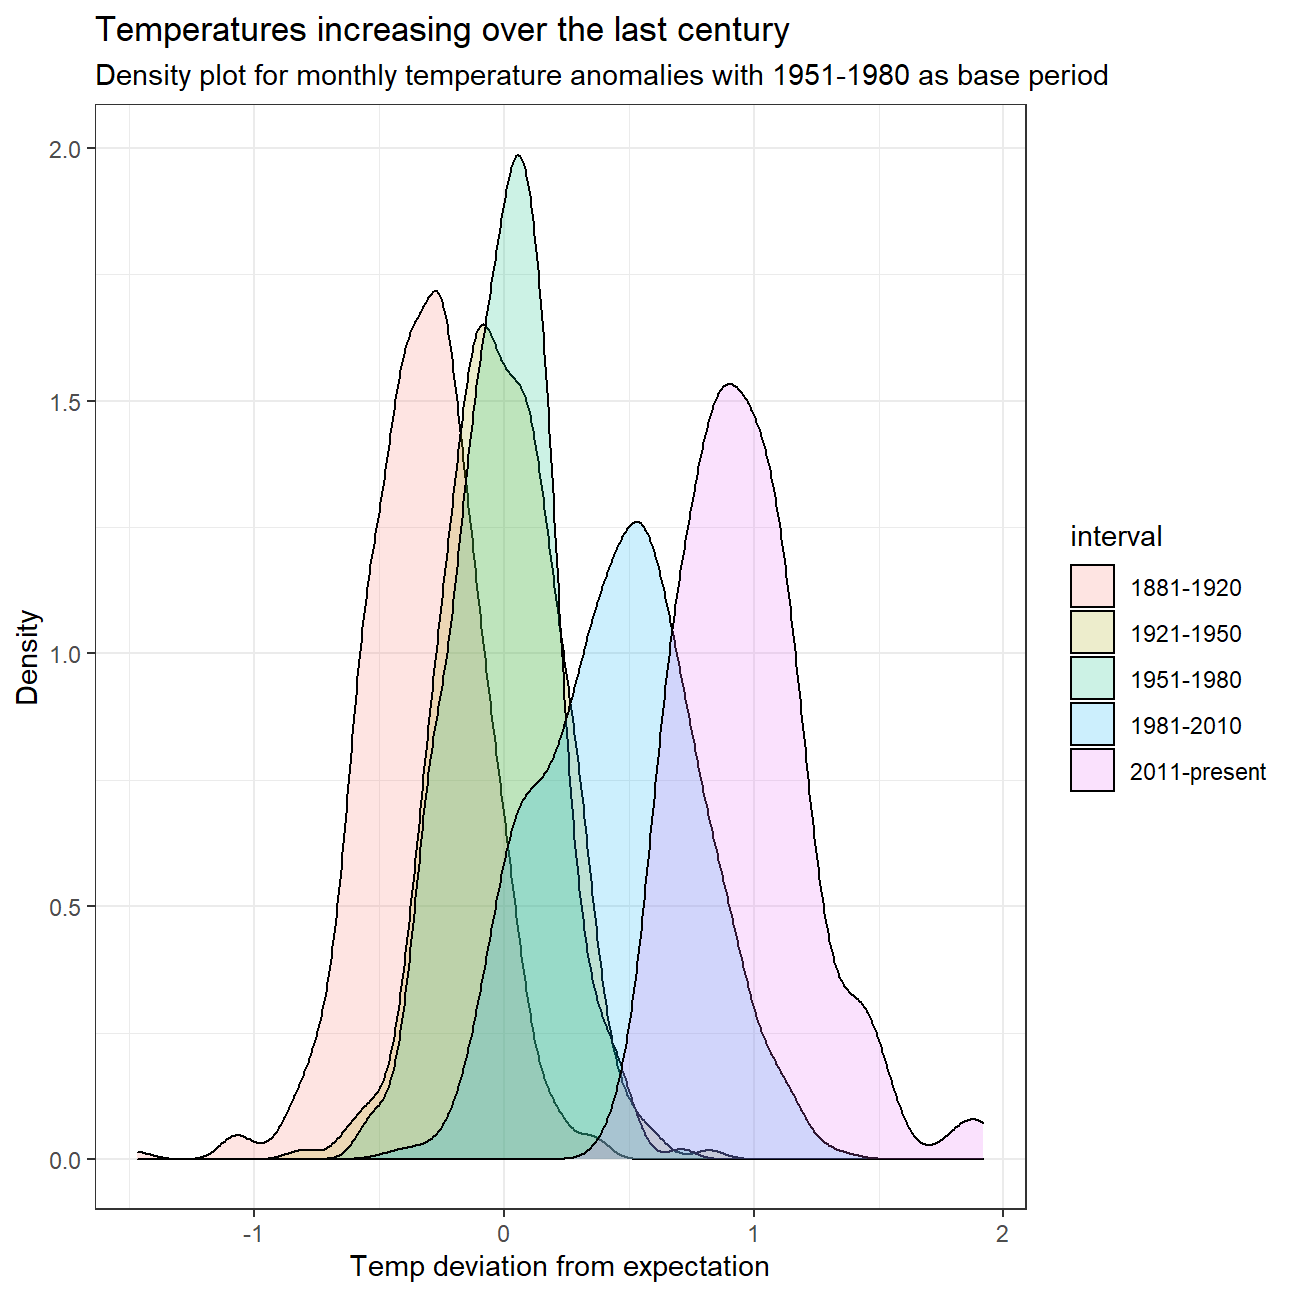 Temperatures increasing over the last century
Density plot for monthly temperature anomalies with 1951-1980 as base period
2.0
1.5
1.0
0.5
0.0
Density
-1
0
1
2
Temp deviation from expectation
interval
1881-1920
1921-1950
1951-1980
1981-2010
2011-present